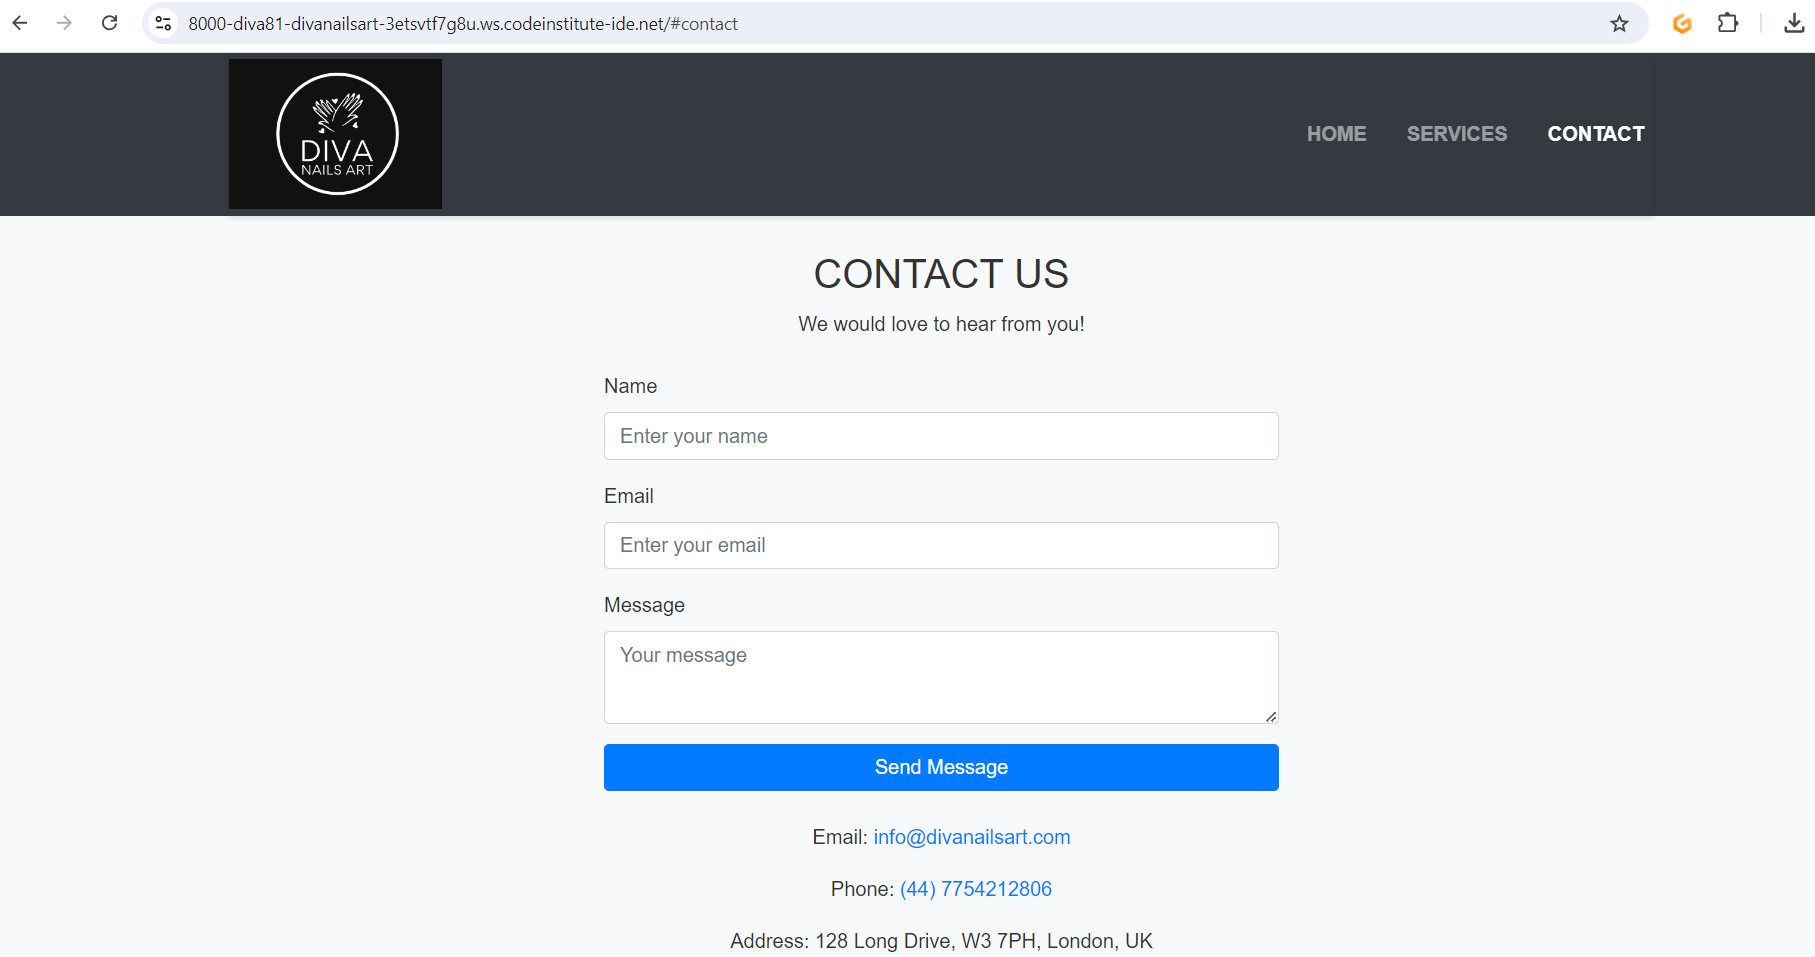 8000-diva81-divanailsart-3etsvtf7g8u.ws.codeinstitute-ide.net/#contact
DIVA
NAILS ART
HOME SERVICES CONTACT
CONTACT US
We would love to hear from you!
Name
Enter your name
Email
Enter your email
Message
Your message
Send Message
Email: info@divanailsart.com
Phone: (44) 7754212806
Address: 128 Long Drive, W3 7PH, London, UK